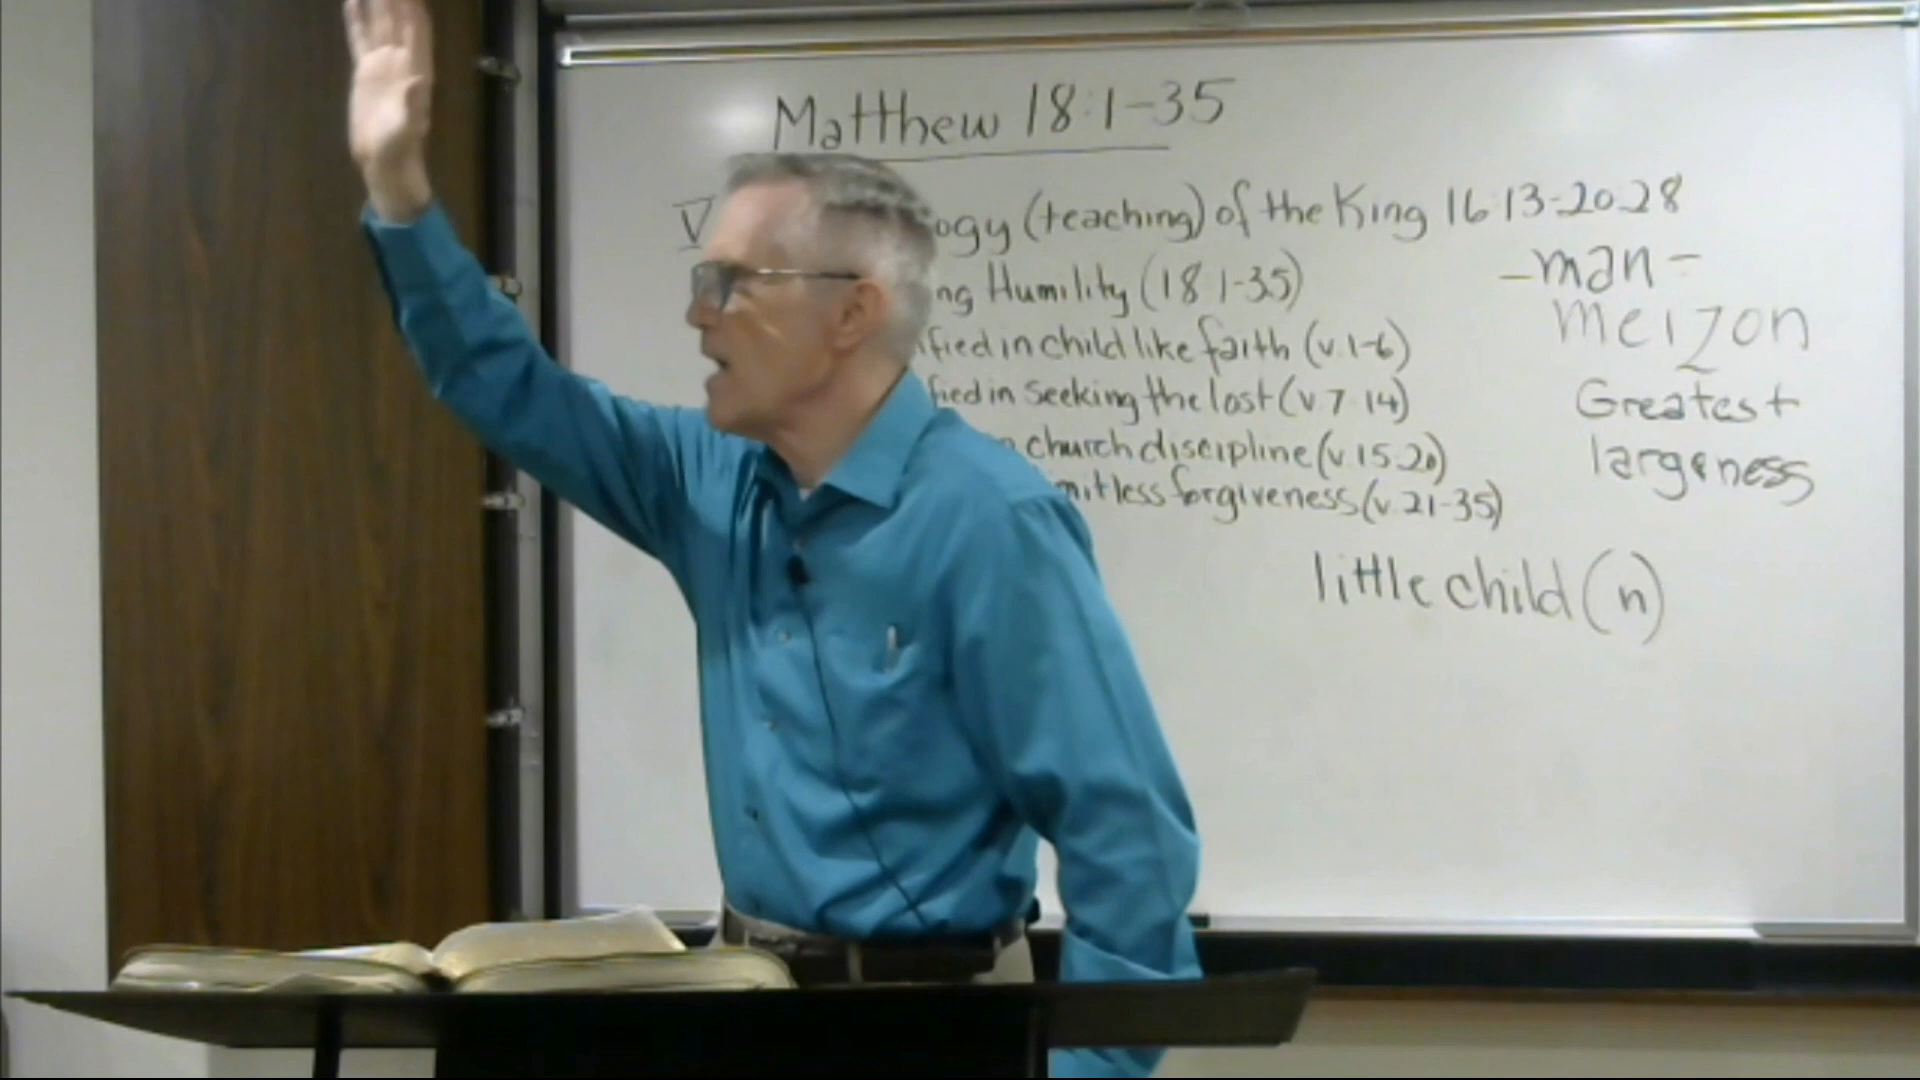 Matthew 18:1-35
V ogy (teaching) of the King 16:13-20:28
-man-
ng Humility (18:1-35)
meizon
fied in childlike faith (v.1-6)
fied in seeking the lost (v.7-14)
Greatest
church discipline (v.15-20)
largeness
mitless forgiveness (v.21-35)
little child (n)